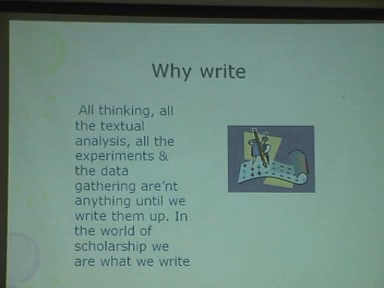 Why write
All thinking, all
the textual
analysis, all the
experiments &
the data
gathering are'nt
anything until we
write them up. In
the world of
scholarship we
are what we write